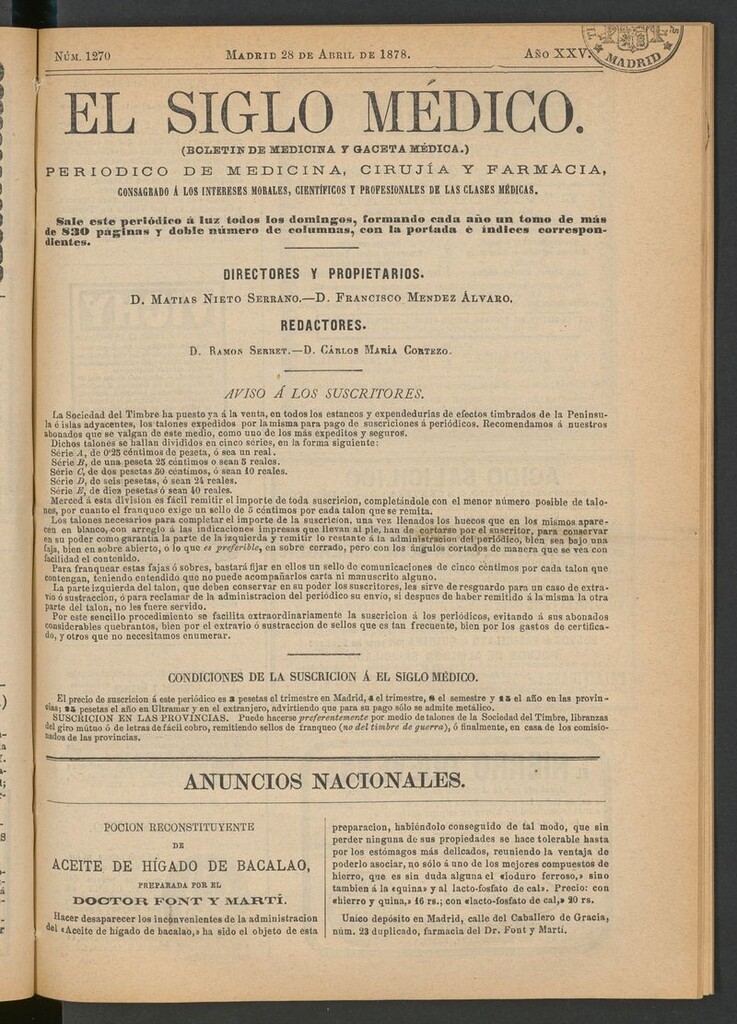 NÚM. 1270 MADRID 28 DE ABRIL DE 1878. AÑO XXV.
MADRID
EL SIGLO MÉDICO.
(BOLETIN DE MEDICINA Y GACETA MÉDICA.)
PERIODICO DE MEDICINA, CIRUJÍA Y FARMACIA,
CONSAGRADO Á LOS INTERESES MORALES, CIENTÍFICOS Y PROFESIONALES DE LAS CLASES MÉDICAS.
Sale este periódico á luz todos los domingos, formando cada año un tomo de más
de 830 páginas y doble número de columnas, con la portada é índices correspon-
dientes.
DIRECTORES Y PROPIETARIOS.
D. MATIAS NIETO SERRANO.—D. FRANCISCO MENDEZ ÁLVARO.
REDACTORES.
D. RAMON SERRET.—D. CÁRLOS MARÍA CORTEZO.
AVISO Á LOS SUSCRITORES.
La Sociedad del Timbre ha puesto ya á la venta, en todos los estancos y expendedurías de efectos timbrados de la Penínsu-
la é islas adyacentes, los talones expedidos por la misma para pago de suscriciones á periódicos. Recomendamos á nuestros
abonados que se valgan de este medio, como uno de los más expeditos y seguros.
Dichos talones se hallan divididos en cinco séries, en la forma siguiente:
Série A, de 0'25 céntimos de peseta, ó sea un real.
Série B, de una peseta 25 céntimos ó sean 5 reales.
Série C, de dos pesetas 50 céntimos, ó sean 10 reales.
Série D, de seis pesetas, ó sean 24 reales.
Série E, de diez pesetas ó sean 40 reales.
Merced á esta división es fácil remitir el importe de toda suscricion, completándole con el menor número posible de talo-
nes, por cuanto el franqueo exige un sello de 5 céntimos por cada talon que se remita.
Los talones necesarios para completar el importe de la suscricion, una vez llenados los huecos que en los mismos apare-
cen en blanco, con arreglo á las indicaciones impresas que llevan al pie, han de cortarse por el suscritor, para conservar
en su poder como garantía la parte de la izquierda y remitir lo restante á la administracion del periódico, bien sea bajo una
faja, bien en sobre abierto, ó lo que es preferible, en sobre cerrado, pero con los ángulos cortados de manera que se vea con
facilidad el contenido.
Para franquear estas fajas ó sobres, bastará fijar en ellos un sello de comunicaciones de cinco céntimos por cada talon que
contengan, teniendo entendido que no puede acompañarlos carta ni manuscrito alguno.
La parte izquierda del talon, que deben conservar en su poder los suscritores, les sirve de resguardo para un caso de extra-
vío ó sustracción, ó para reclamar de la administracion del periódico su envío, si despues de haber remitido á la misma la otra
parte del talon, no les fuere servido.
Por este sencillo procedimiento se facilita extraordinariamente la suscricion á los periódicos, evitando á sus abonados
considerables quebrantos, bien por el extravío ó sustraccion de sellos que es tan frecuente, bien por los gastos de certifica-
do, y otros que no necesitamos enumerar.
CONDICIONES DE LA SUSCRICION Á EL SIGLO MÉDICO.
El precio de suscricion á este periódico es 3 pesetas el trimestre en Madrid, 4 el trimestre, 8 el semestre y 15 el año en las provin-
cias; 25 pesetas el año en Ultramar y en el extranjero, advirtiendo que para su pago sólo se admite metálico.
SUSCRICION EN LAS PROVINCIAS. Puede hacerse preferentemente por medio de talones de la Sociedad del Timbre, libranzas
del giro mútuo ó de letras de fácil cobro, remitiendo sellos de franqueo (no del timbre de guerra), ó finalmente, en casa de los comisio-
nados de las provincias.
ANUNCIOS NACIONALES.
POCION RECONSTITUYENTE
DE
ACEITE DE HÍGADO DE BACALAO,
PREPARADA POR EL
DOCTOR FONT Y MARTÍ.
Hacer desaparecer los inconvenientes de la administracion
del «Aceite de hígado de bacalao,» ha sido el objeto de esta
preparacion, habiéndolo conseguido de tal modo, que sin
perder ninguna de sus propiedades se hace tolerable hasta
por los estómagos más delicados, reuniendo la ventaja de
poderlo asociar, no sólo á uno de los mejores compuestos de
hierro, que es sin duda alguna el «ioduro ferroso,» sino
tambien á la «quina» y al lacto-fosfato de cal». Precio: con
«hierro y quina,» 16 rs.; con «lacto-fosfato de cal,» 20 rs.
Unico depósito en Madrid, calle del Caballero de Gracia,
núm. 23 duplicado, farmacia del Dr. Font y Martí.